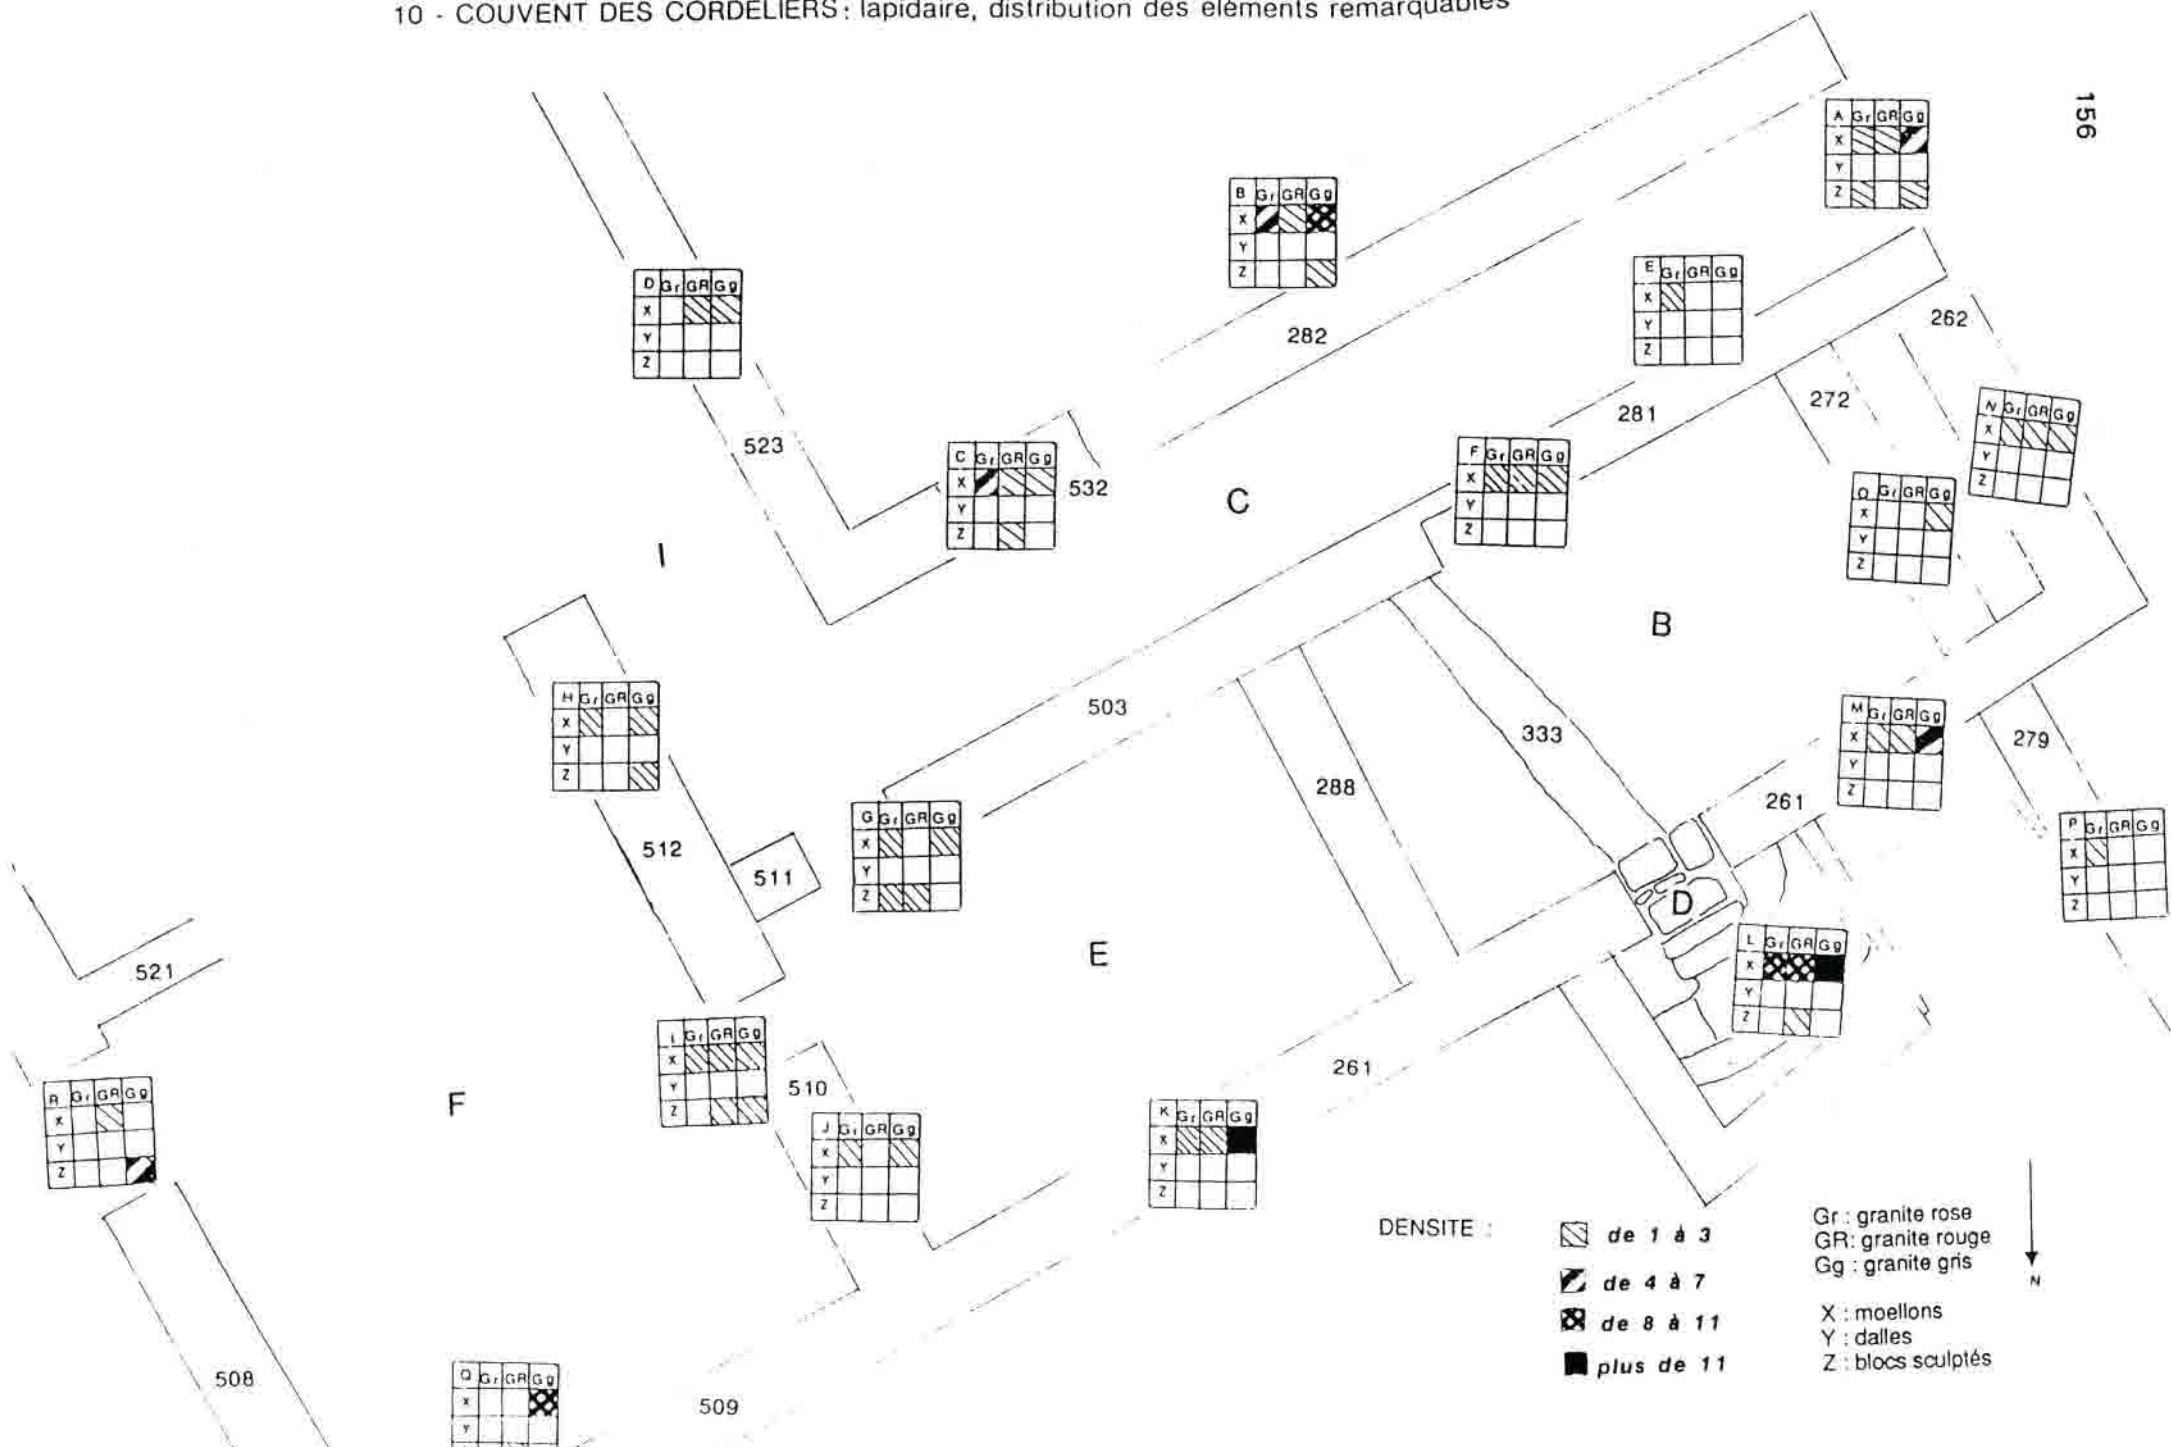 10 - COUVENT DES CORDELIERS: lapidaire, distribution des éléments remarquables
156
A Gr GR Gg
X
Y
Z
B Gr GR Gg
X
Y
Z
E Gr GR Gg
X
Y
Z
D Gr GR Gg
X
Y
Z
282
262
281
272
N Gr GR Gg
X
Y
Z
523
C Gr GR Gg
X
Y
Z
532
C
F Gr GR Gg
X
Y
Z
O Gr GR Gg
X
Y
Z
I
B
H Gr GR Gg
X
Y
Z
503
333
M Gr GR Gg
X
Y
Z
279
288
261
G Gr GR Gg
X
Y
Z
512
511
P Gr GR Gg
X
Y
Z
D
521
E
L Gr GR Gg
X
Y
Z
I Gr GR Gg
X
Y
Z
510
261
R Gr GR Gg
X
Y
Z
F
J Gr GR Gg
X
Y
Z
K Gr GR Gg
X
Y
Z
DENSITE :
de 1 à 3
de 4 à 7
de 8 à 11
plus de 11
Gr : granite rose
GR: granite rouge
Gg : granite gris
X : moellons
Y : dalles
Z : blocs sculptés
N
508
Q Gr GR Gg
X
Y
509